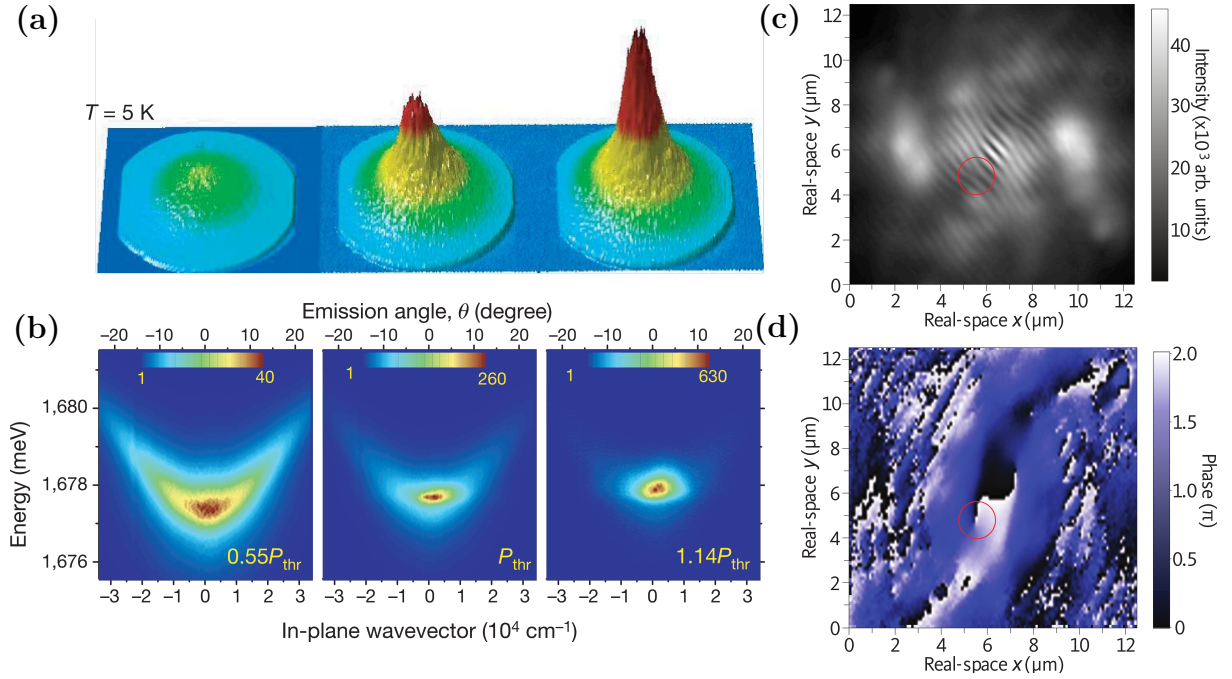 (a)
T = 5 K
(b)
Emission angle, θ (degree)
−20 −10 0 10 20 −20 −10 0 10 20 −20 −10 0 10 20
1 40 1 260 1 630
1,680
1,678
1,676
Energy (meV)
0.55Pthr Pthr 1.14Pthr
−3 −2 −1 0 1 2 3 −3 −2 −1 0 1 2 3 −3 −2 −1 0 1 2 3
In-plane wavevector (10⁴ cm⁻¹)
(c)
12
10
8
6
4
2
0
Real-space y (μm)
0 2 4 6 8 10 12
Real-space x (μm)
40
30
20
10
Intensity (x10³ arb. units)
(d)
12
10
8
6
4
2
0
Real-space y (μm)
0 2 4 6 8 10 12
Real-space x (μm)
2.0
1.5
1.0
0.5
0
Phase (π)